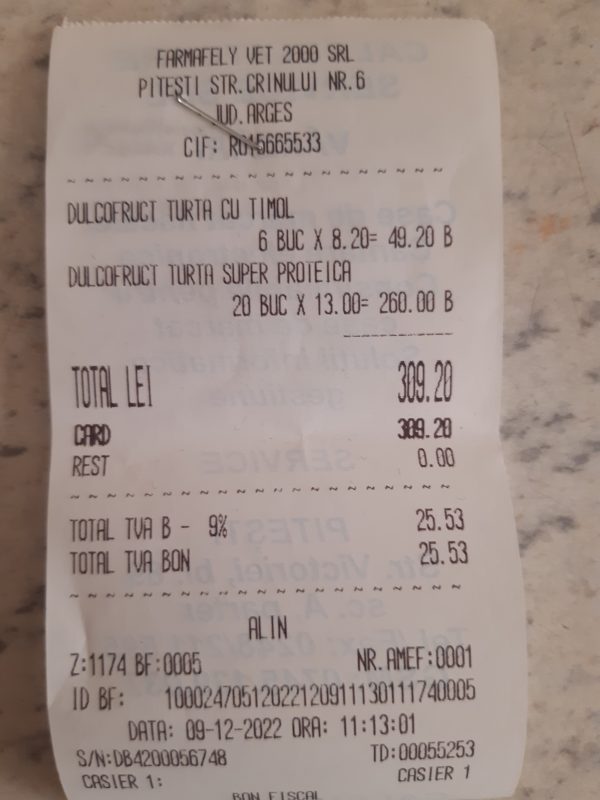 FARMAFELY VET 2000 SRL
PITESTI STR.CRINULUI NR.6
JUD.ARGES
CIF: RO15665533
DULCOFRUCT TURTA CU TIMOL
6 BUC X 8.20= 49.20 B
DULCOFRUCT TURTA SUPER PROTEICA
20 BUC X 13.00= 260.00 B
TOTAL LEI 309.20
CARD 309.20
REST 0.00
TOTAL TVA B - 9% 25.53
TOTAL TVA BON 25.53
ALIN
Z:1174 BF:0005 NR.AMEF:0001
ID BF: 10002470512022120911130111740005
DATA: 09-12-2022 ORA: 11:13:01
S/N:DB4200056748 TD:00055253
CASIER 1: CASIER 1
BON FISCAL